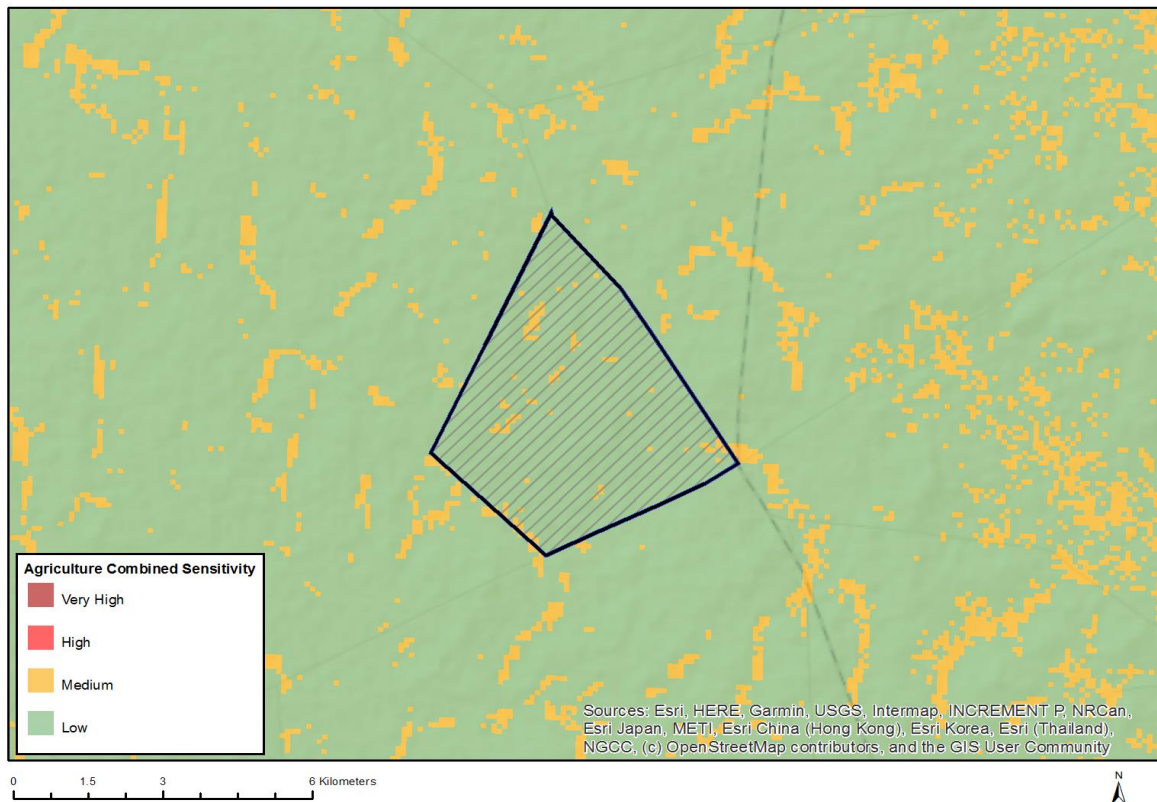 Agriculture Combined Sensitivity
Very High
High
Medium
Low
Sources: Esri, HERE, Garmin, USGS, Intermap, INCREMENT P, NRCan,
Esri Japan, METI, Esri China (Hong Kong), Esri Korea, Esri (Thailand),
NGCC, (c) OpenStreetMap contributors, and the GIS User Community
0 1.5 3 6 Kilometers
N